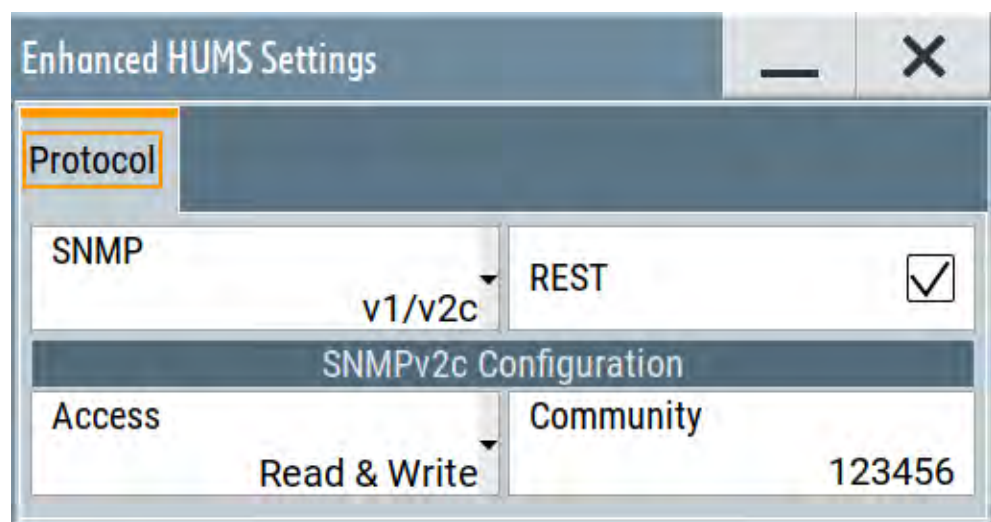 Enhanced HUMS Settings
Protocol
SNMP
v1/v2c
REST
SNMPv2c Configuration
Access
Read & Write
Community
123456